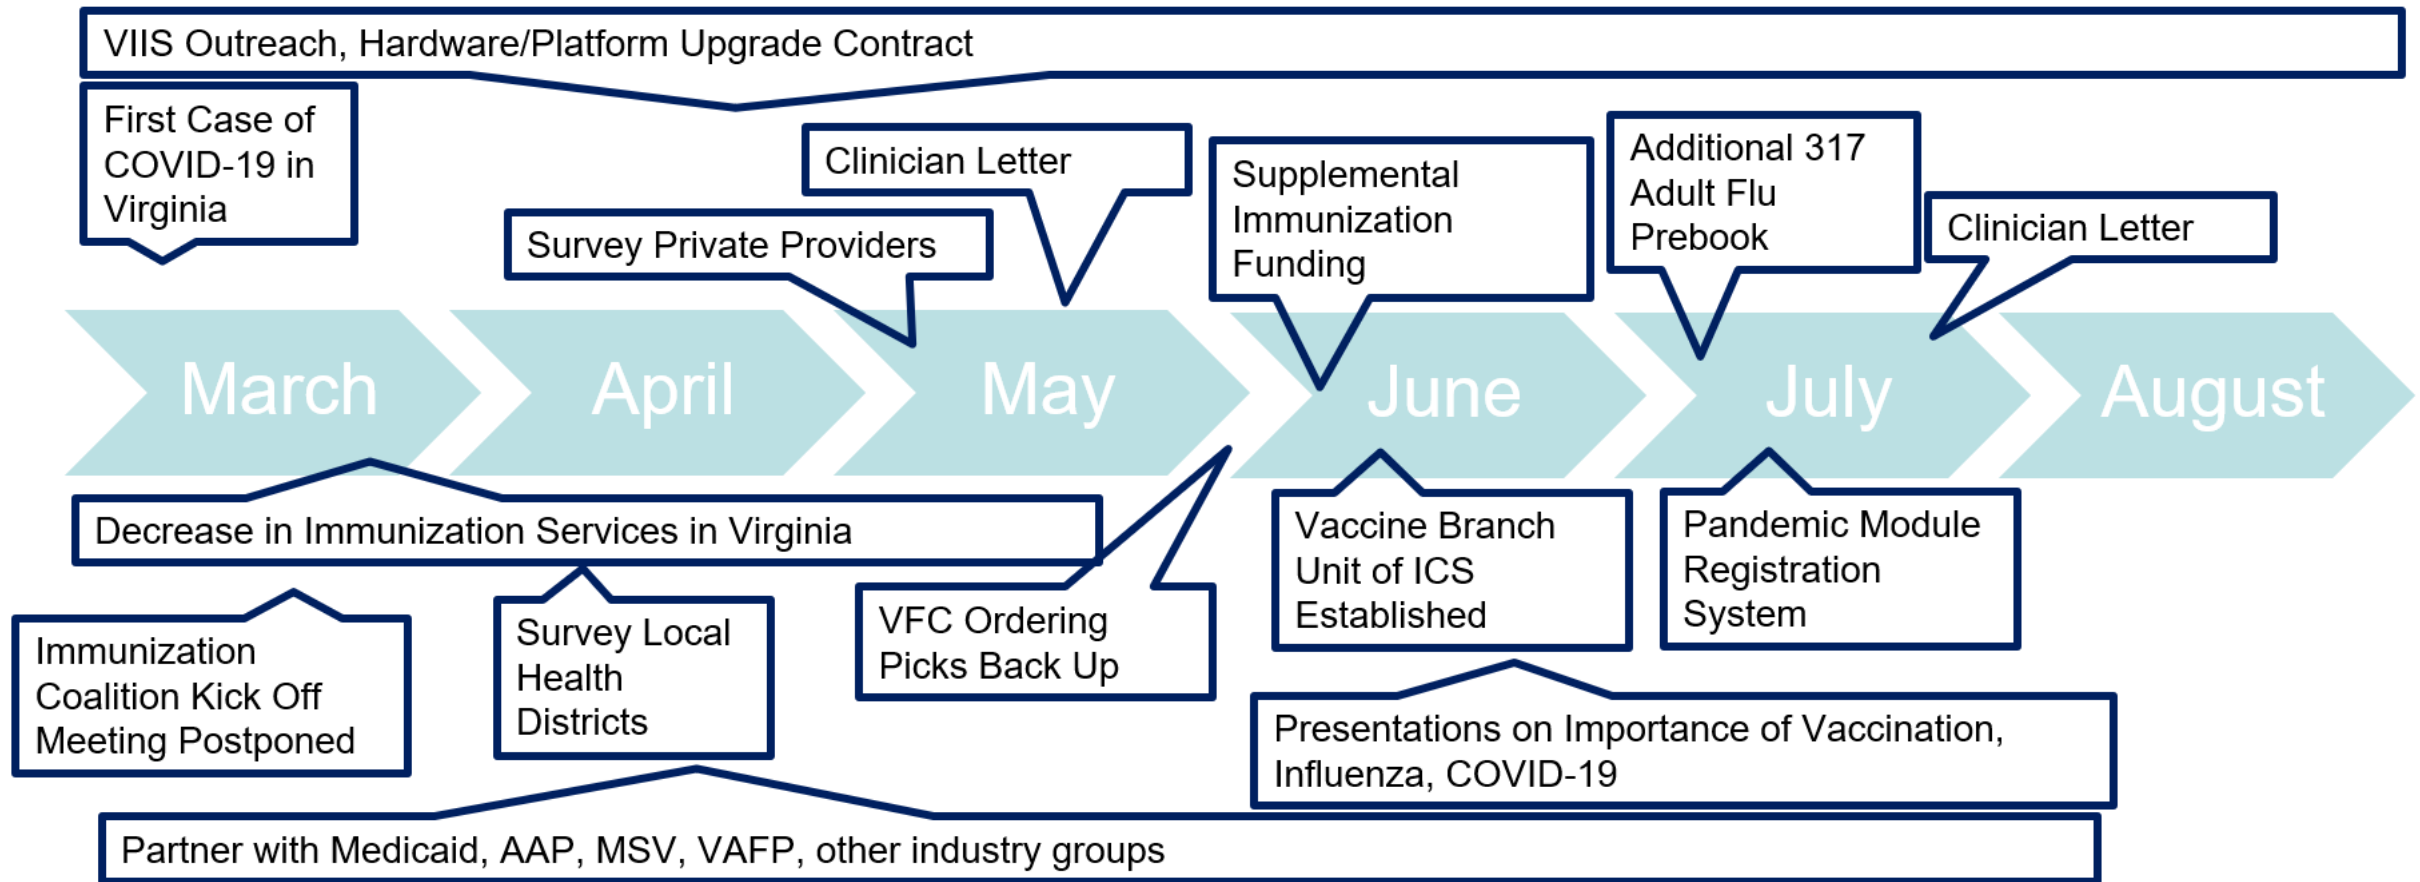 VIIS Outreach, Hardware/Platform Upgrade Contract
First Case of
COVID-19 in
Virginia
Clinician Letter
Survey Private Providers
Supplemental
Immunization
Funding
Additional 317
Adult Flu
Prebook
Clinician Letter
March
April
May
June
July
August
Decrease in Immunization Services in Virginia
Immunization
Coalition Kick Off
Meeting Postponed
Survey Local
Health
Districts
VFC Ordering
Picks Back Up
Vaccine Branch
Unit of ICS
Established
Pandemic Module
Registration
System
Presentations on Importance of Vaccination,
Influenza, COVID-19
Partner with Medicaid, AAP, MSV, VAFP, other industry groups